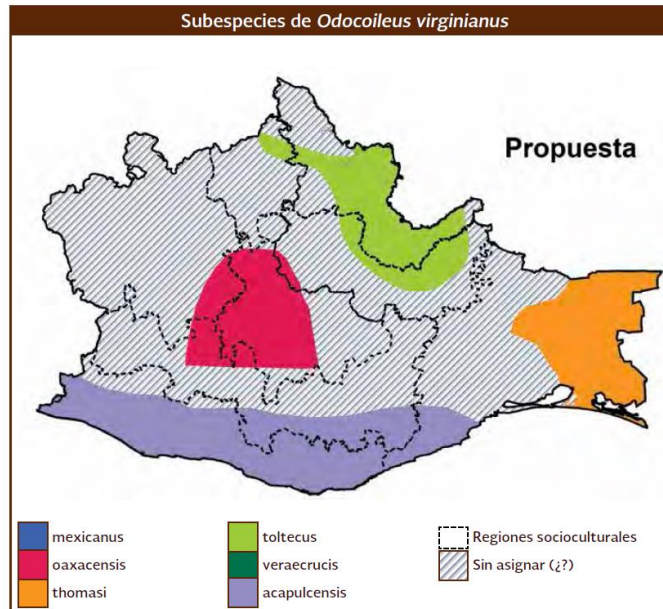 Subespecies de Odocoileus virginianus
Propuesta
mexicanus
oaxacensis
thomasi
toltecus
veraecrucis
acapulcensis
Regiones socioculturales
Sin asignar (¿?)